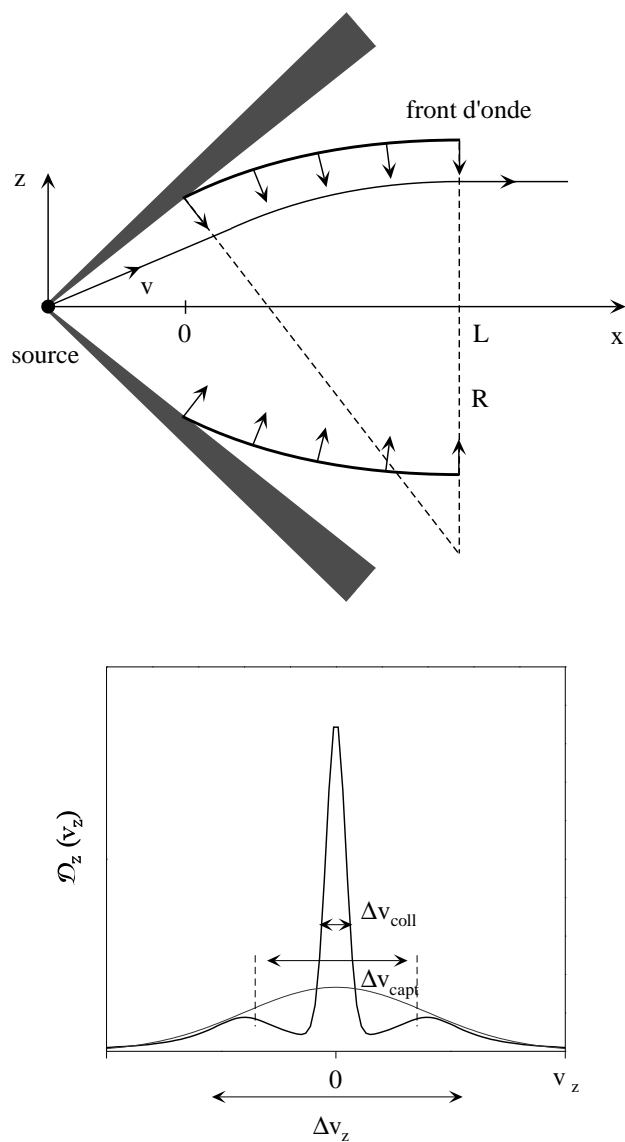 front d'onde
z
v
0
L
x
source
R
𝒟z (vz)
Δvcoll
Δvcapt
0
vz
Δvz